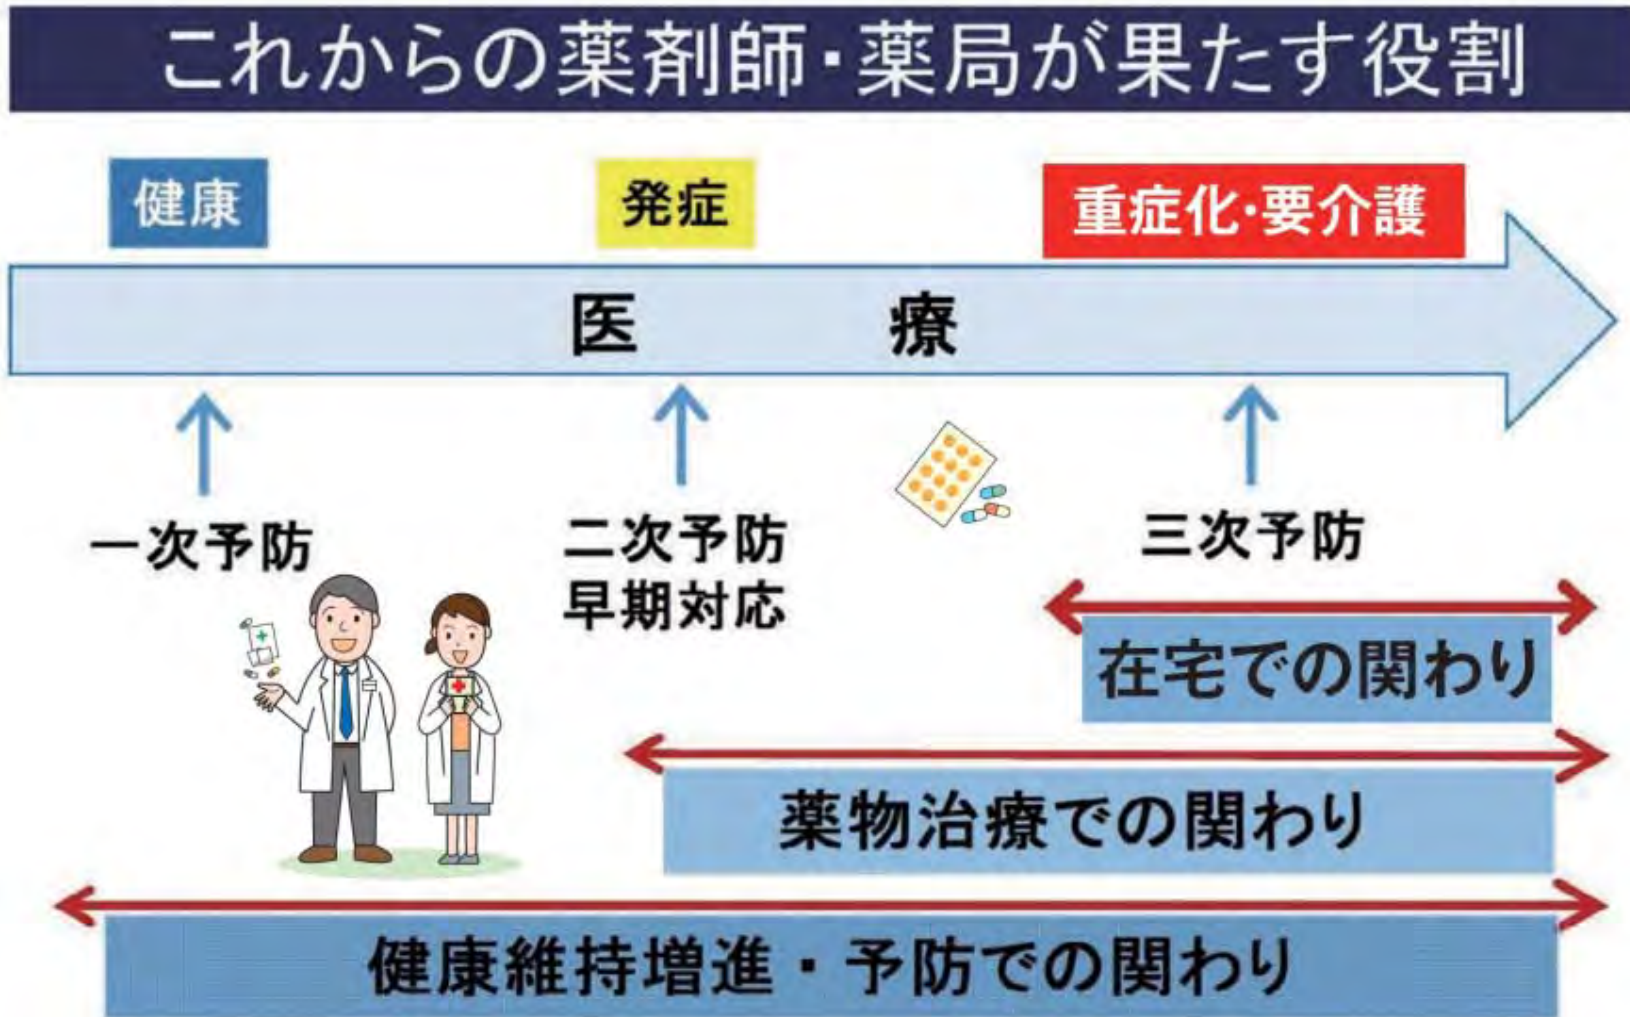 これからの薬剤師・薬局が果たす役割
健康
発症
重症化・要介護
医療
一次予防
二次予防
早期対応
三次予防
在宅での関わり
薬物治療での関わり
健康維持増進・予防での関わり